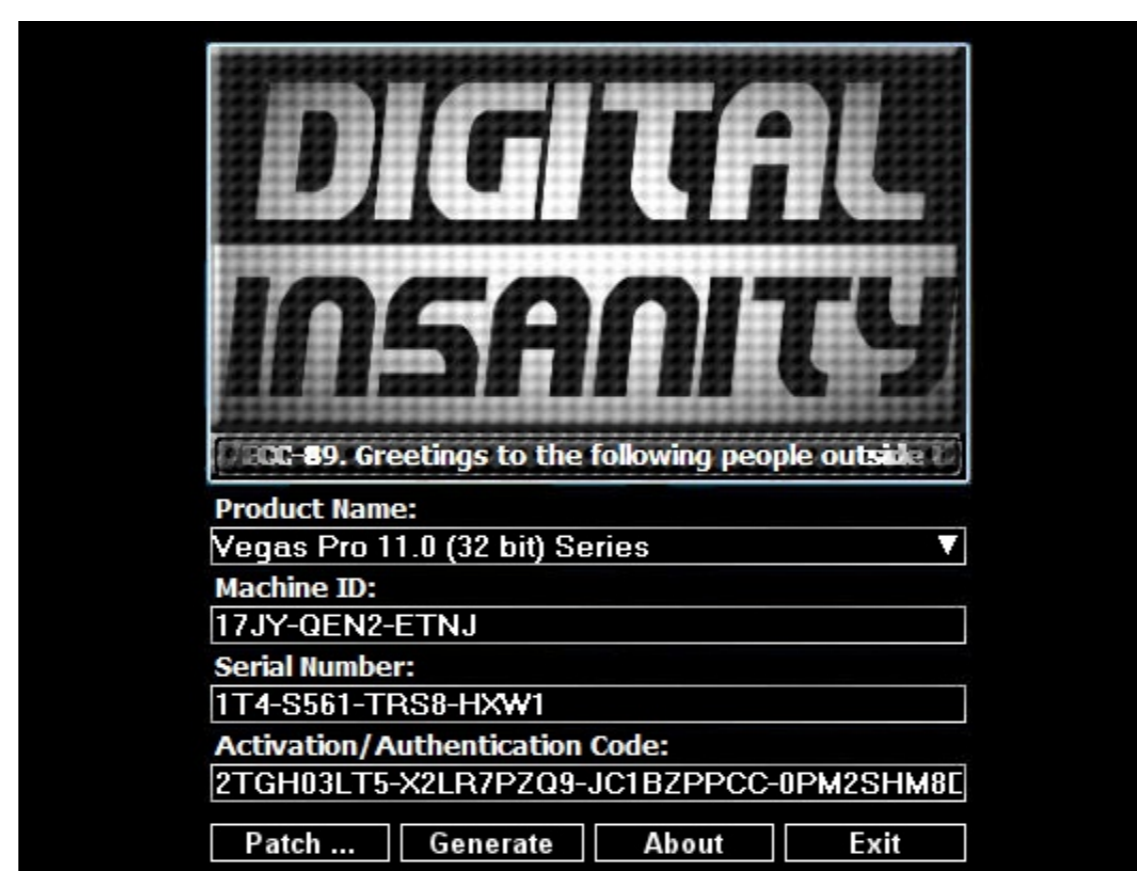 DIGITAL
INSANITY
ECC-89. Greetings to the following people outside
Product Name:
Vegas Pro 11.0 (32 bit) Series
Machine ID:
17JY-QEN2-ETNJ
Serial Number:
1T4-S561-TRS8-HXW1
Activation/Authentication Code:
2TGH03LT5-X2LR7PZQ9-JC1BZPPCC-0PM2SHM8D
Patch ... Generate About Exit